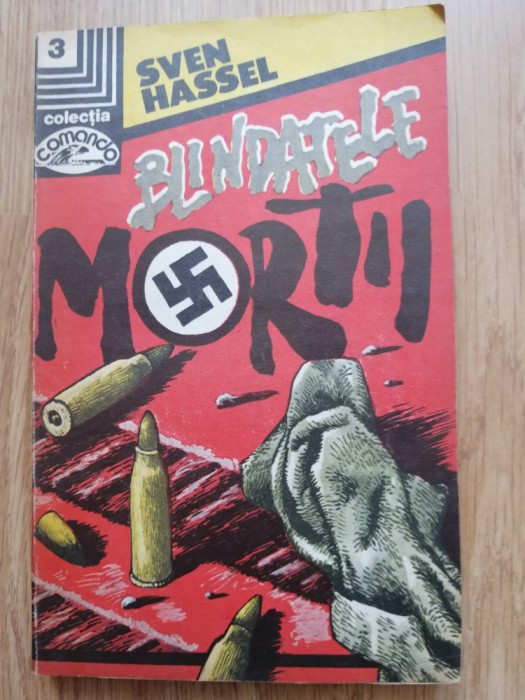 3
SVEN
HASSEL
colecția
comando
BLINDATELE
MORȚII